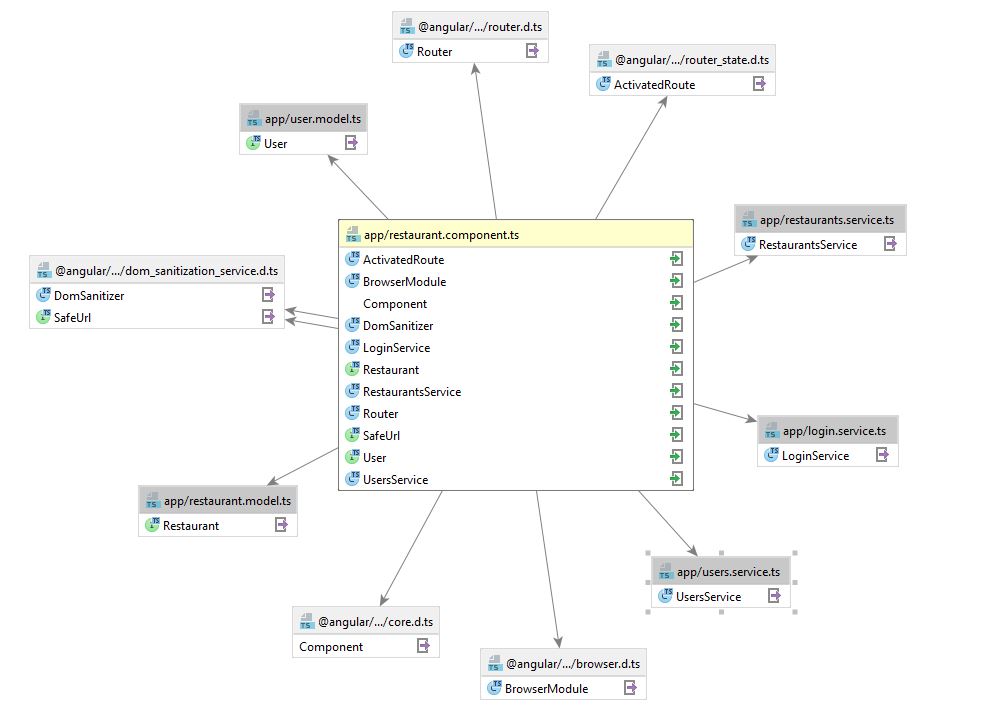 @angular/.../router.d.ts
Router
@angular/.../router_state.d.ts
ActivatedRoute
app/user.model.ts
User
app/restaurants.service.ts
RestaurantsService
app/restaurant.component.ts
ActivatedRoute
BrowserModule
Component
DomSanitizer
LoginService
Restaurant
RestaurantsService
Router
SafeUrl
User
UsersService
@angular/.../dom_sanitization_service.d.ts
DomSanitizer
SafeUrl
app/login.service.ts
LoginService
app/restaurant.model.ts
Restaurant
app/users.service.ts
UsersService
@angular/.../core.d.ts
Component
@angular/.../browser.d.ts
BrowserModule